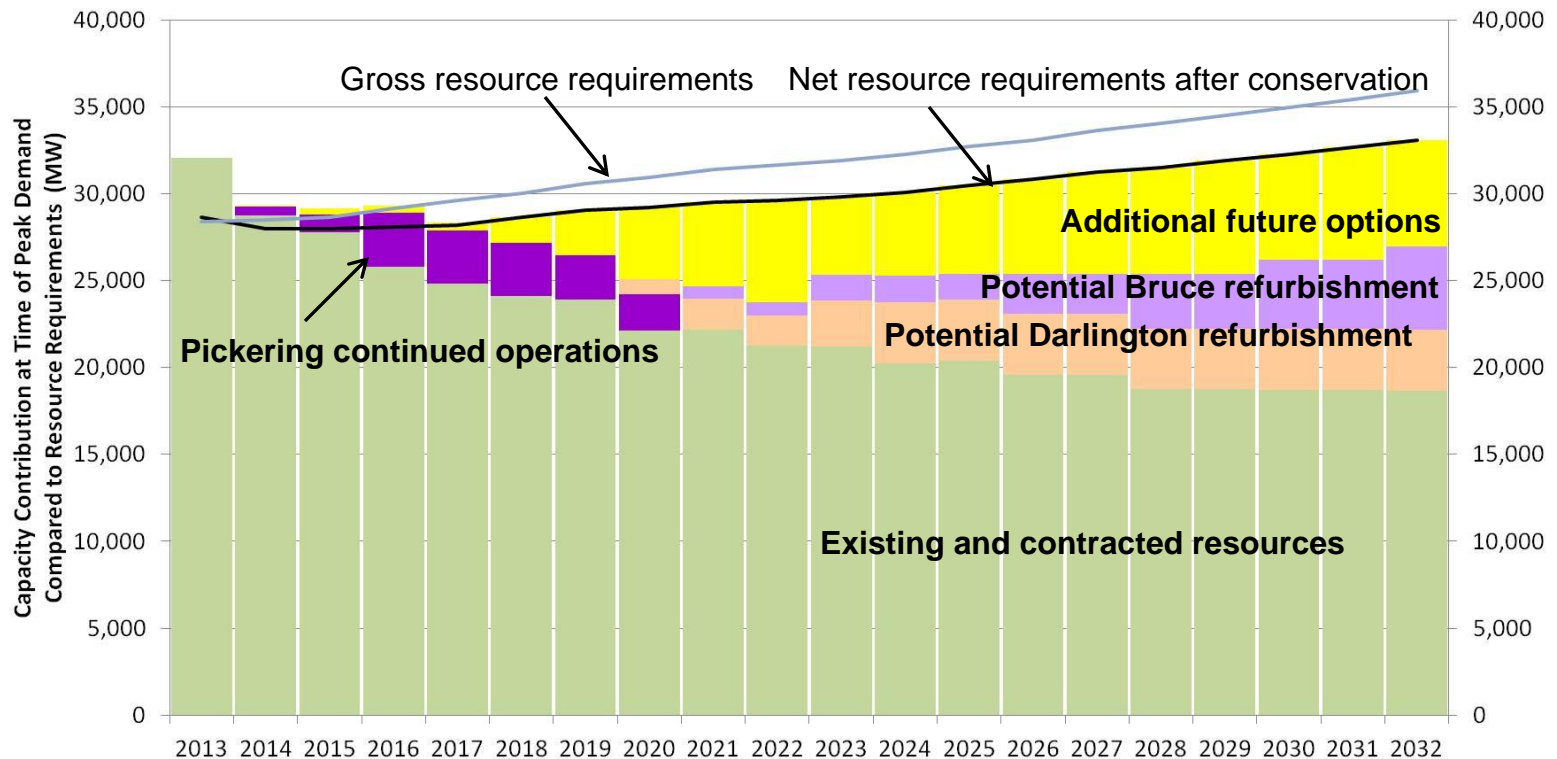 40,000
40,000
Gross resource requirements
Net resource requirements after conservation
35,000
35,000
30,000
30,000
Additional future options
25,000
25,000
Potential Bruce refurbishment
Potential Darlington refurbishment
Pickering continued operations
20,000
20,000
15,000
15,000
Existing and contracted resources
10,000
10,000
5,000
5,000
0
0
Capacity Contribution at Time of Peak Demand
Compared to Resource Requirements (MW)
2013 2014 2015 2016 2017 2018 2019 2020 2021 2022 2023 2024 2025 2026 2027 2028 2029 2030 2031 2032